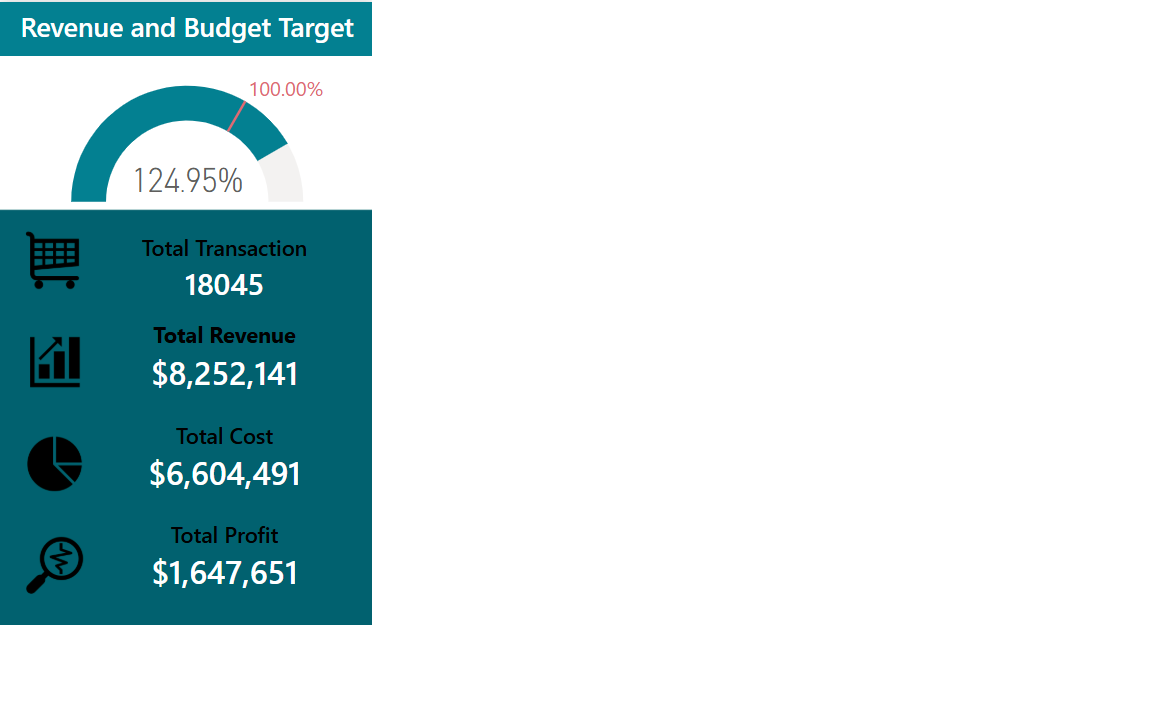 Revenue and Budget Target
100.00%
124.95%
Total Transaction
18045
Total Revenue
$8,252,141
Total Cost
$6,604,491
Total Profit
$1,647,651